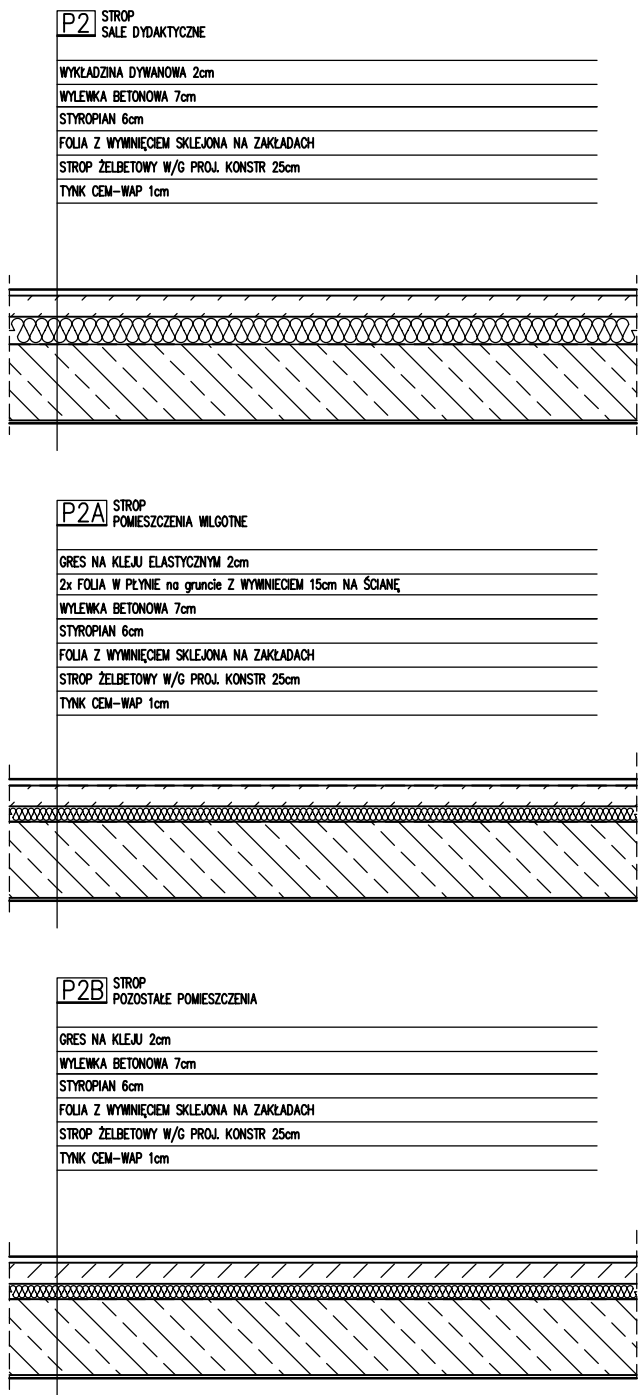 P2 STROP
SALE DYDAKTYCZNE
WYKŁADZINA DYWANOWA 2cm
WYLEWKA BETONOWA 7cm
STYROPIAN 6cm
FOLIA Z WYWINIĘCIEM SKLEJONA NA ZAKŁADACH
STROP ŻELBETOWY W/G PROJ. KONSTR 25cm
TYNK CEM-WAP 1cm
P2A STROP
POMIESZCZENIA WILGOTNE
GRES NA KLEJU ELASTYCZNYM 2cm
2x FOLIA W PŁYNIE na gruncie Z WYWINIECIEM 15cm NA ŚCIANĘ
WYLEWKA BETONOWA 7cm
STYROPIAN 6cm
FOLIA Z WYWINIĘCIEM SKLEJONA NA ZAKŁADACH
STROP ŻELBETOWY W/G PROJ. KONSTR 25cm
TYNK CEM-WAP 1cm
P2B STROP
POZOSTAŁE POMIESZCZENIA
GRES NA KLEJU 2cm
WYLEWKA BETONOWA 7cm
STYROPIAN 6cm
FOLIA Z WYWINIĘCIEM SKLEJONA NA ZAKŁADACH
STROP ŻELBETOWY W/G PROJ. KONSTR 25cm
TYNK CEM-WAP 1cm